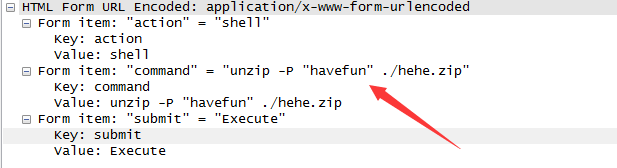 HTML Form URL Encoded: application/x-www-form-urlencoded
Form item: "action" = "shell"
Key: action
Value: shell
Form item: "command" = "unzip -P "havefun" ./hehe.zip"
Key: command
Value: unzip -P "havefun" ./hehe.zip
Form item: "submit" = "Execute"
Key: submit
Value: Execute